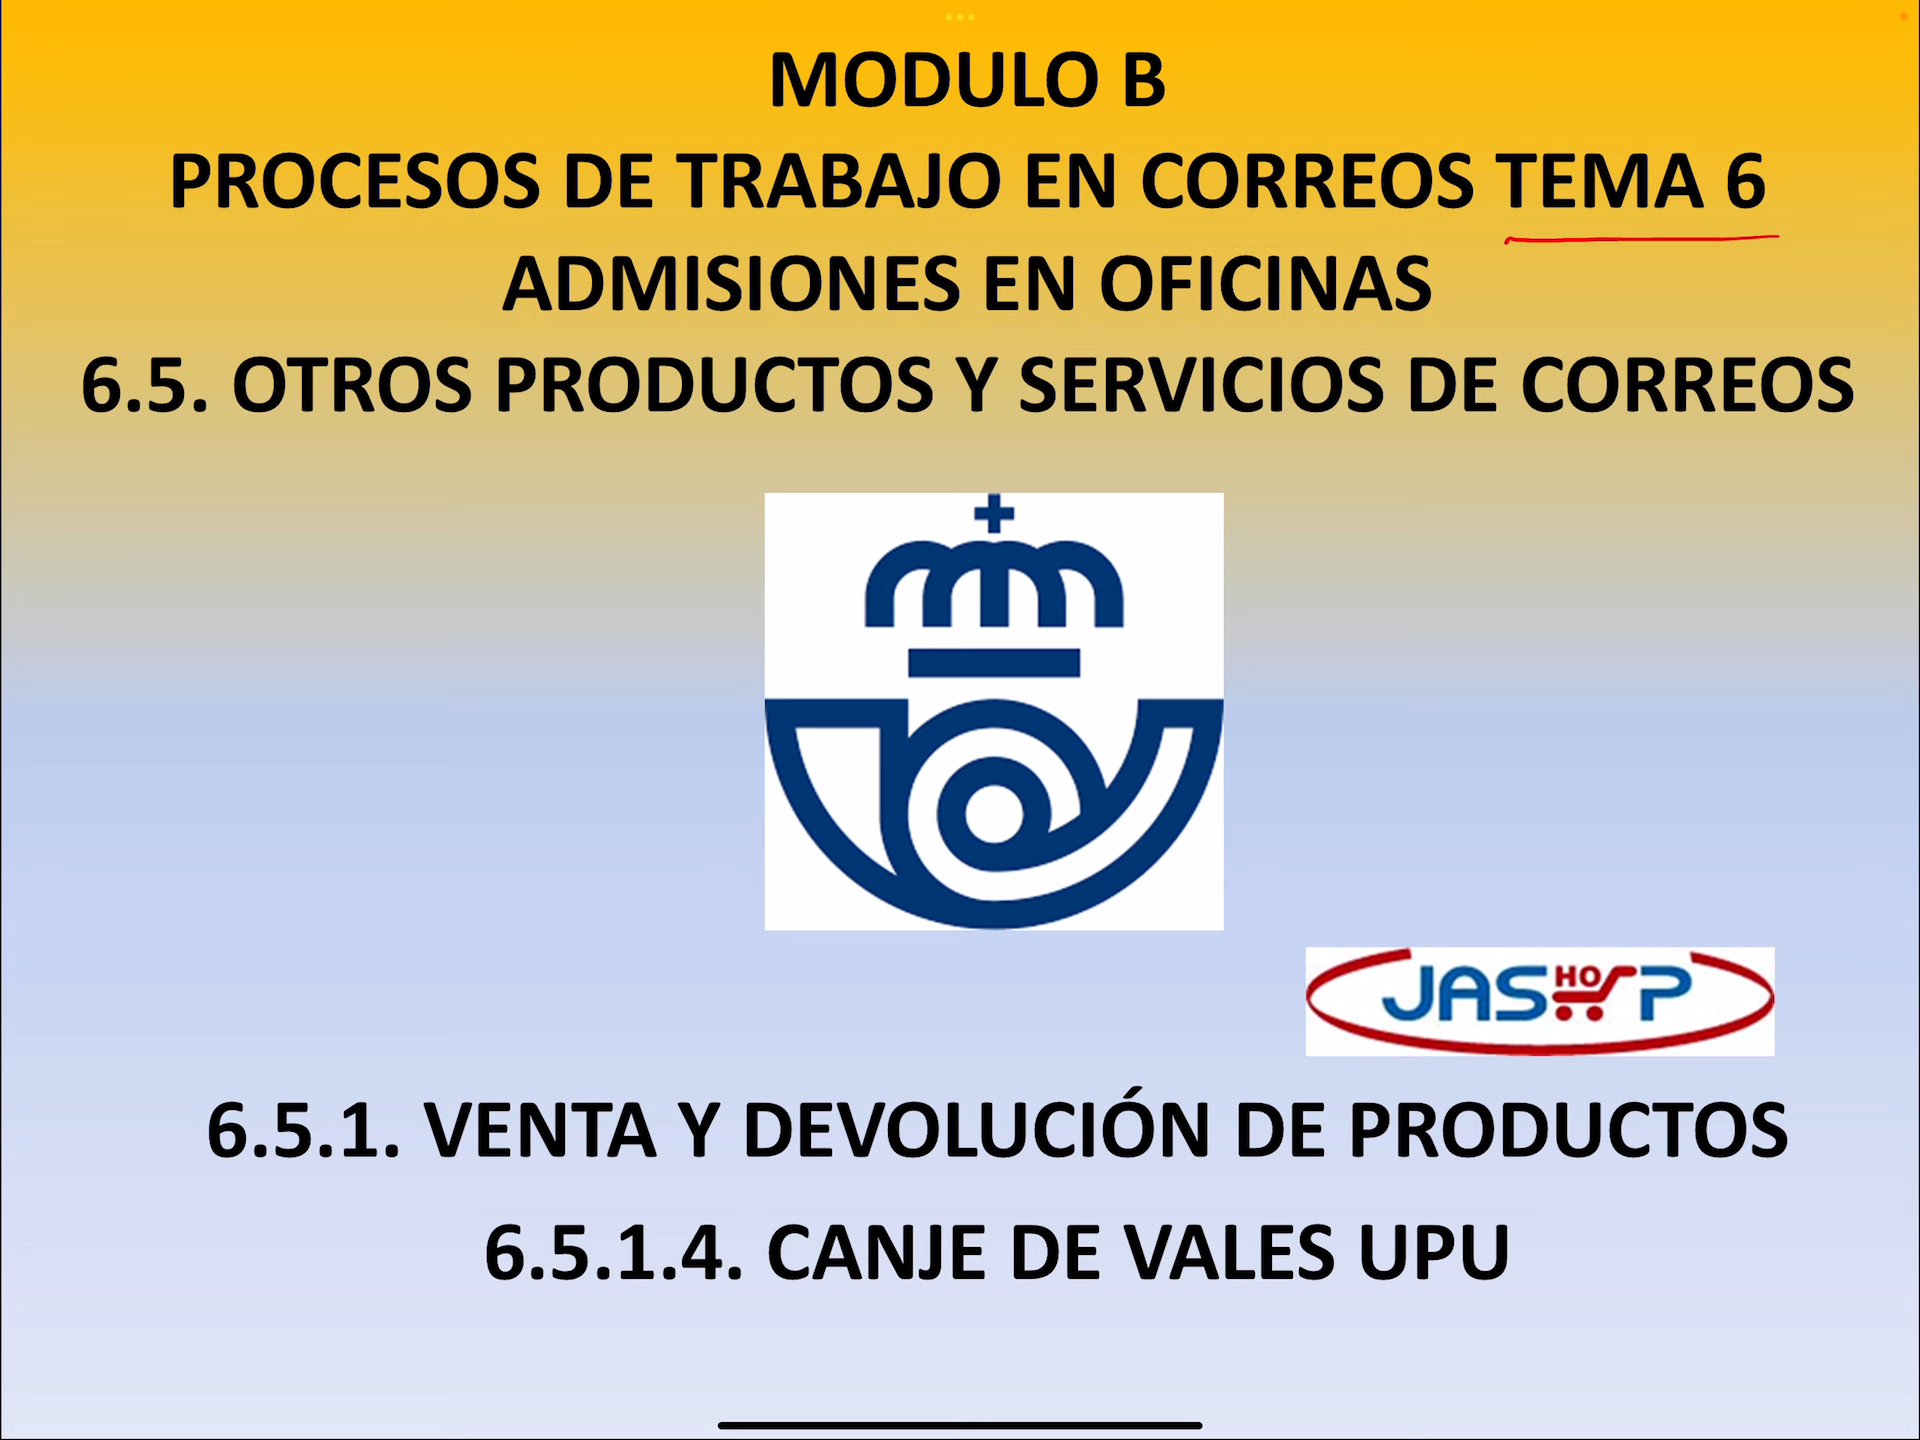 MODULO B
PROCESOS DE TRABAJO EN CORREOS TEMA 6
ADMISIONES EN OFICINAS
6.5. OTROS PRODUCTOS Y SERVICIOS DE CORREOS
JASHOP
6.5.1. VENTA Y DEVOLUCIÓN DE PRODUCTOS
6.5.1.4. CANJE DE VALES UPU